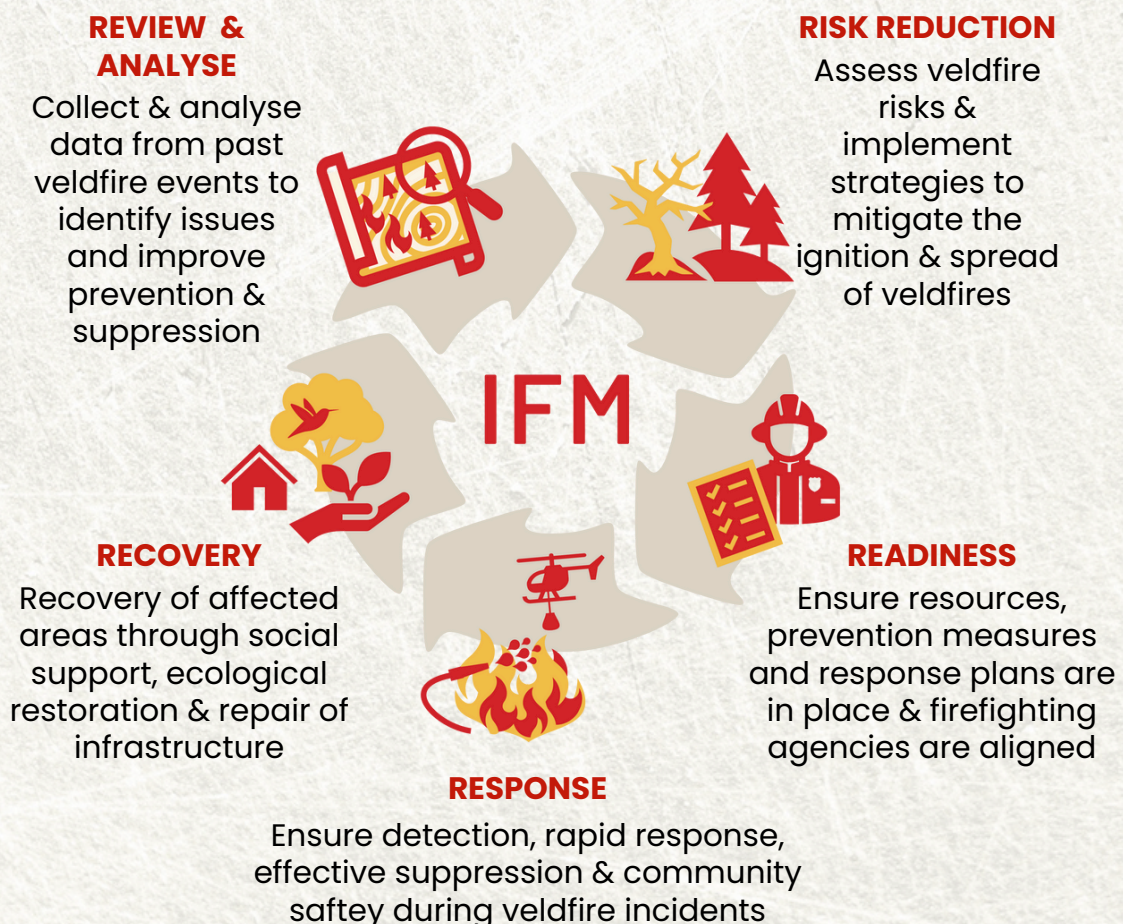 REVIEW &
ANALYSE
Collect & analyse
data from past
veldfire events to
identify issues
and improve
prevention &
suppression
RISK REDUCTION
Assess veldfire
risks &
implement
strategies to
mitigate the
ignition & spread
of veldfires
IFM
RECOVERY
Recovery of affected
areas through social
support, ecological
restoration & repair of
infrastructure
READINESS
Ensure resources,
prevention measures
and response plans are
in place & firefighting
agencies are aligned
RESPONSE
Ensure detection, rapid response,
effective suppression & community
saftey during veldfire incidents